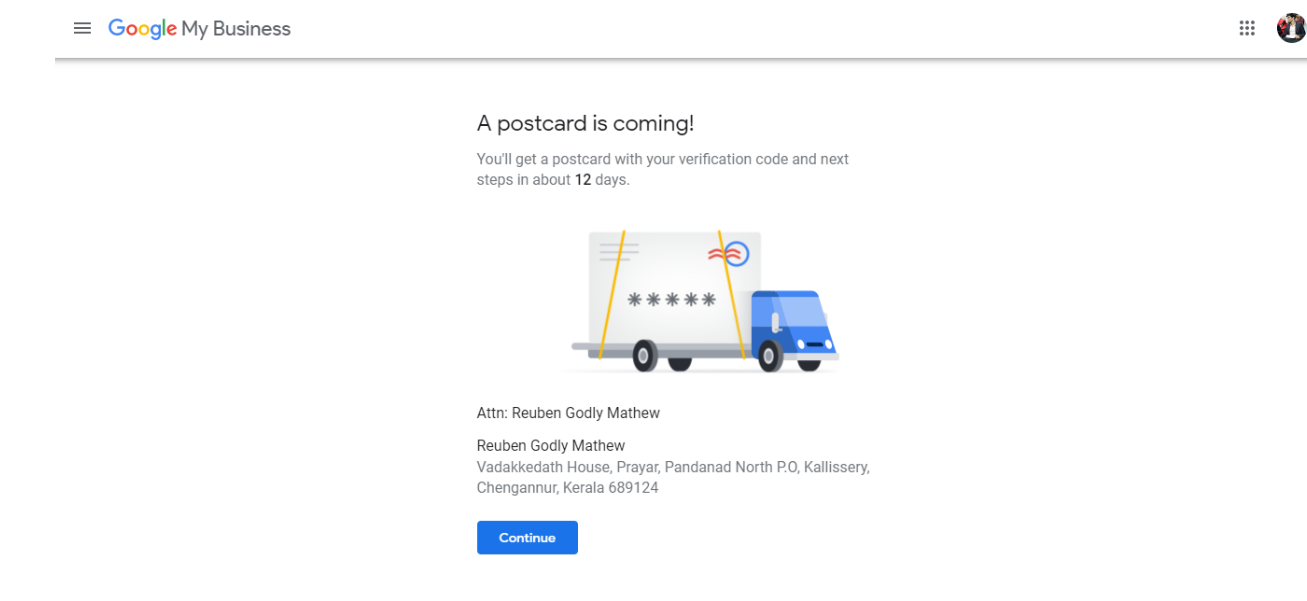 Google My Business
A postcard is coming!
You'll get a postcard with your verification code and next
steps in about 12 days.
*****
Attn: Reuben Godly Mathew
Reuben Godly Mathew
Vadakkedath House, Prayar, Pandanad North P.O, Kallissery,
Chengannur, Kerala 689124
Continue